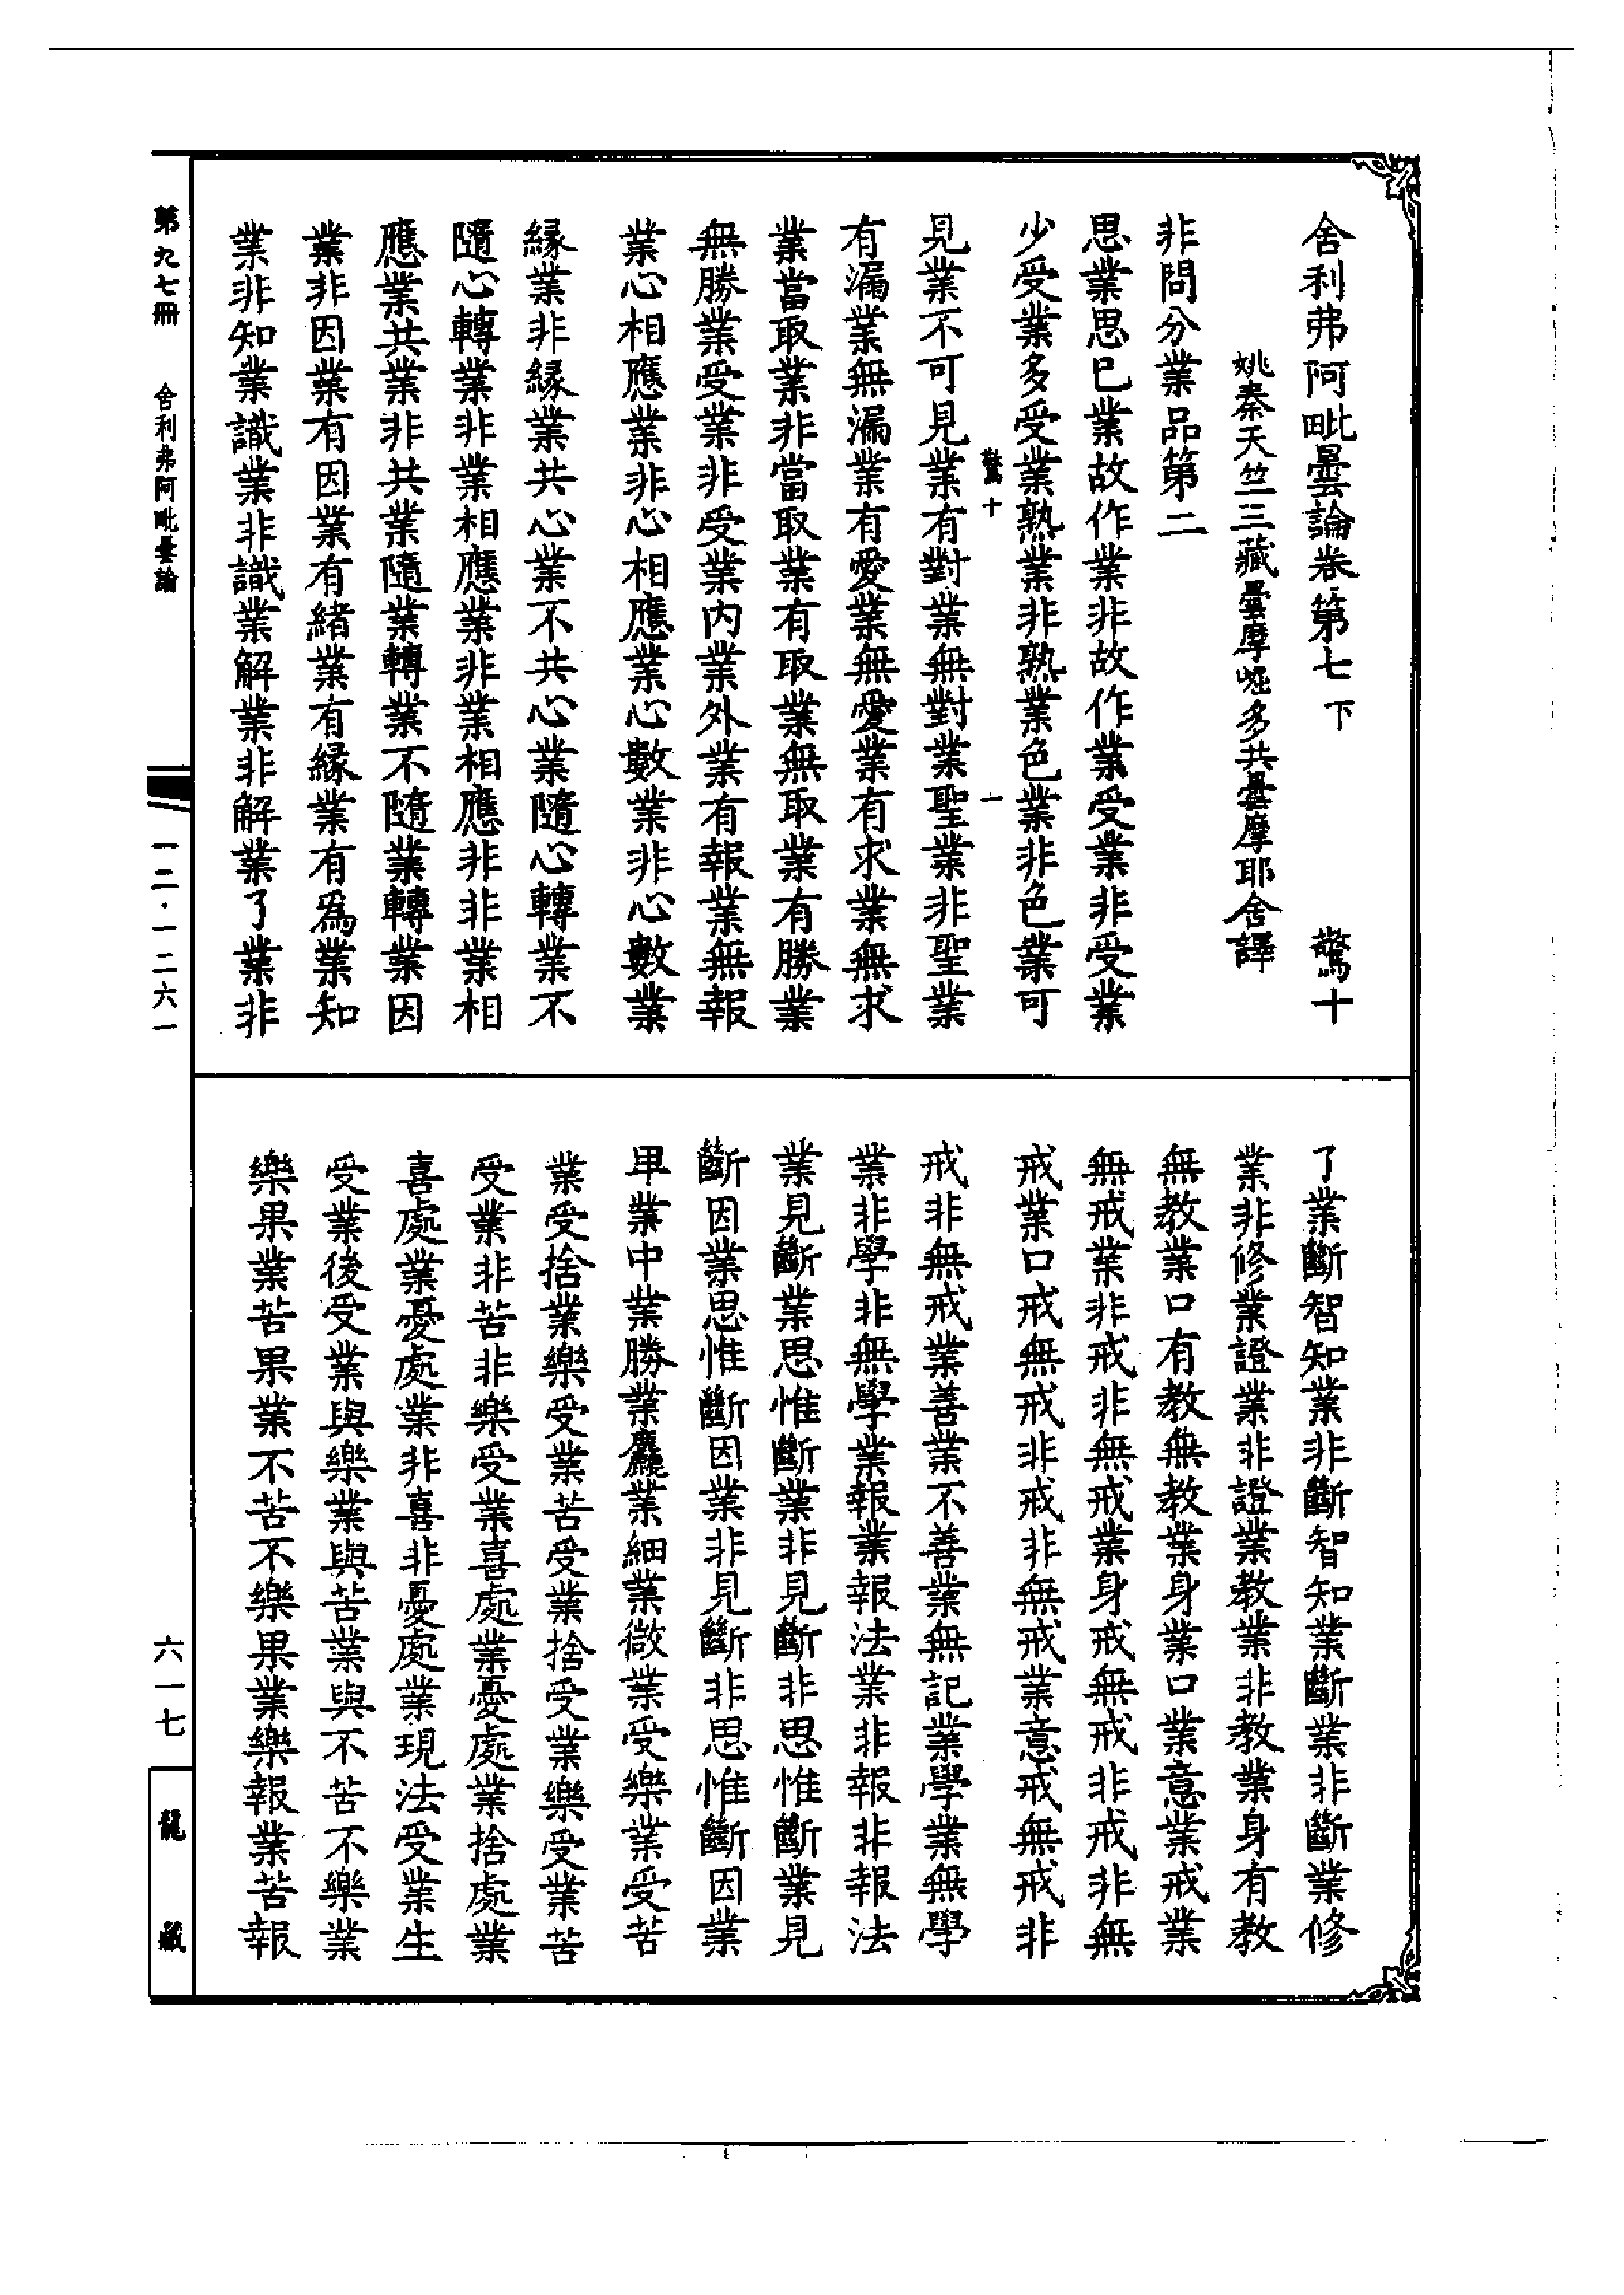 舍利弗阿毗曇論卷第七下 驚十
姚秦天竺三藏曇摩崛多共曇摩耶舍譯
非問分業品第二
思業思已業故作業非故作業受業非受業
少受業多受業熟業非熟業色業非色業可
驚十 一
見業不可見業有對業無對業聖業非聖業
有漏業無漏業有愛業無愛業有求業無求
業當取業非當取業有取業無取業有勝業
無勝業受業非受業內業外業有報業無報
業心相應業非心相應業心數業非心數業
緣業非緣業共心業不共心業隨心轉業不
隨心轉業非業相應業非業相應非非業相
應業共業非共業隨業轉業不隨業轉業因
業非因業有因業有緒業有緣業有爲業知
業非知業識業非識業解業非解業了業非
了業斷智知業非斷智知業斷業非斷業修
業非修業證業非證業教業非教業身有教
無教業口有教無教業身業口業意業戒業
無戒業非戒非無戒業身戒無戒非戒非無
戒業口戒無戒非戒非無戒業意戒無戒非
戒非無戒業善業不善業無記業學業無學
業非學非無學業報業報法業非報非報法
業見斷業思惟斷業非見斷非思惟斷業見
斷因業思惟斷因業非見斷非思惟斷因業
卑業中業勝業麤業細業微業受樂業受苦
業受捨業樂受業苦受業捨受業樂受業苦
受業非苦非樂受業喜處業憂處業捨處業
喜處業憂處業非喜非憂處業現法受業生
受業後受業與樂業與苦業與不苦不樂業
樂果業苦果業不苦不樂果業樂報業苦報
第九七冊 舍利弗阿毗曇論 一二·一二六一 六一七 龍藏